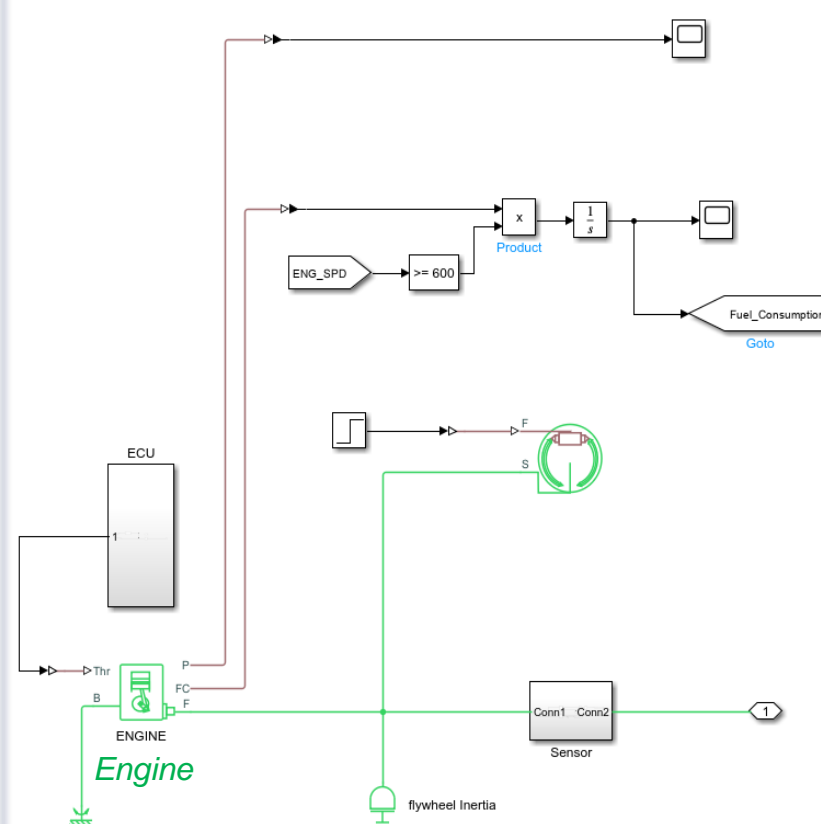 x
1
s
Product
ENG_SPD
>= 600
Fuel_Consumption
Goto
F
S
ECU
1
Thr
P
FC
B
F
ENGINE
Engine
Conn1
Conn2
Sensor
1
flywheel Inertia